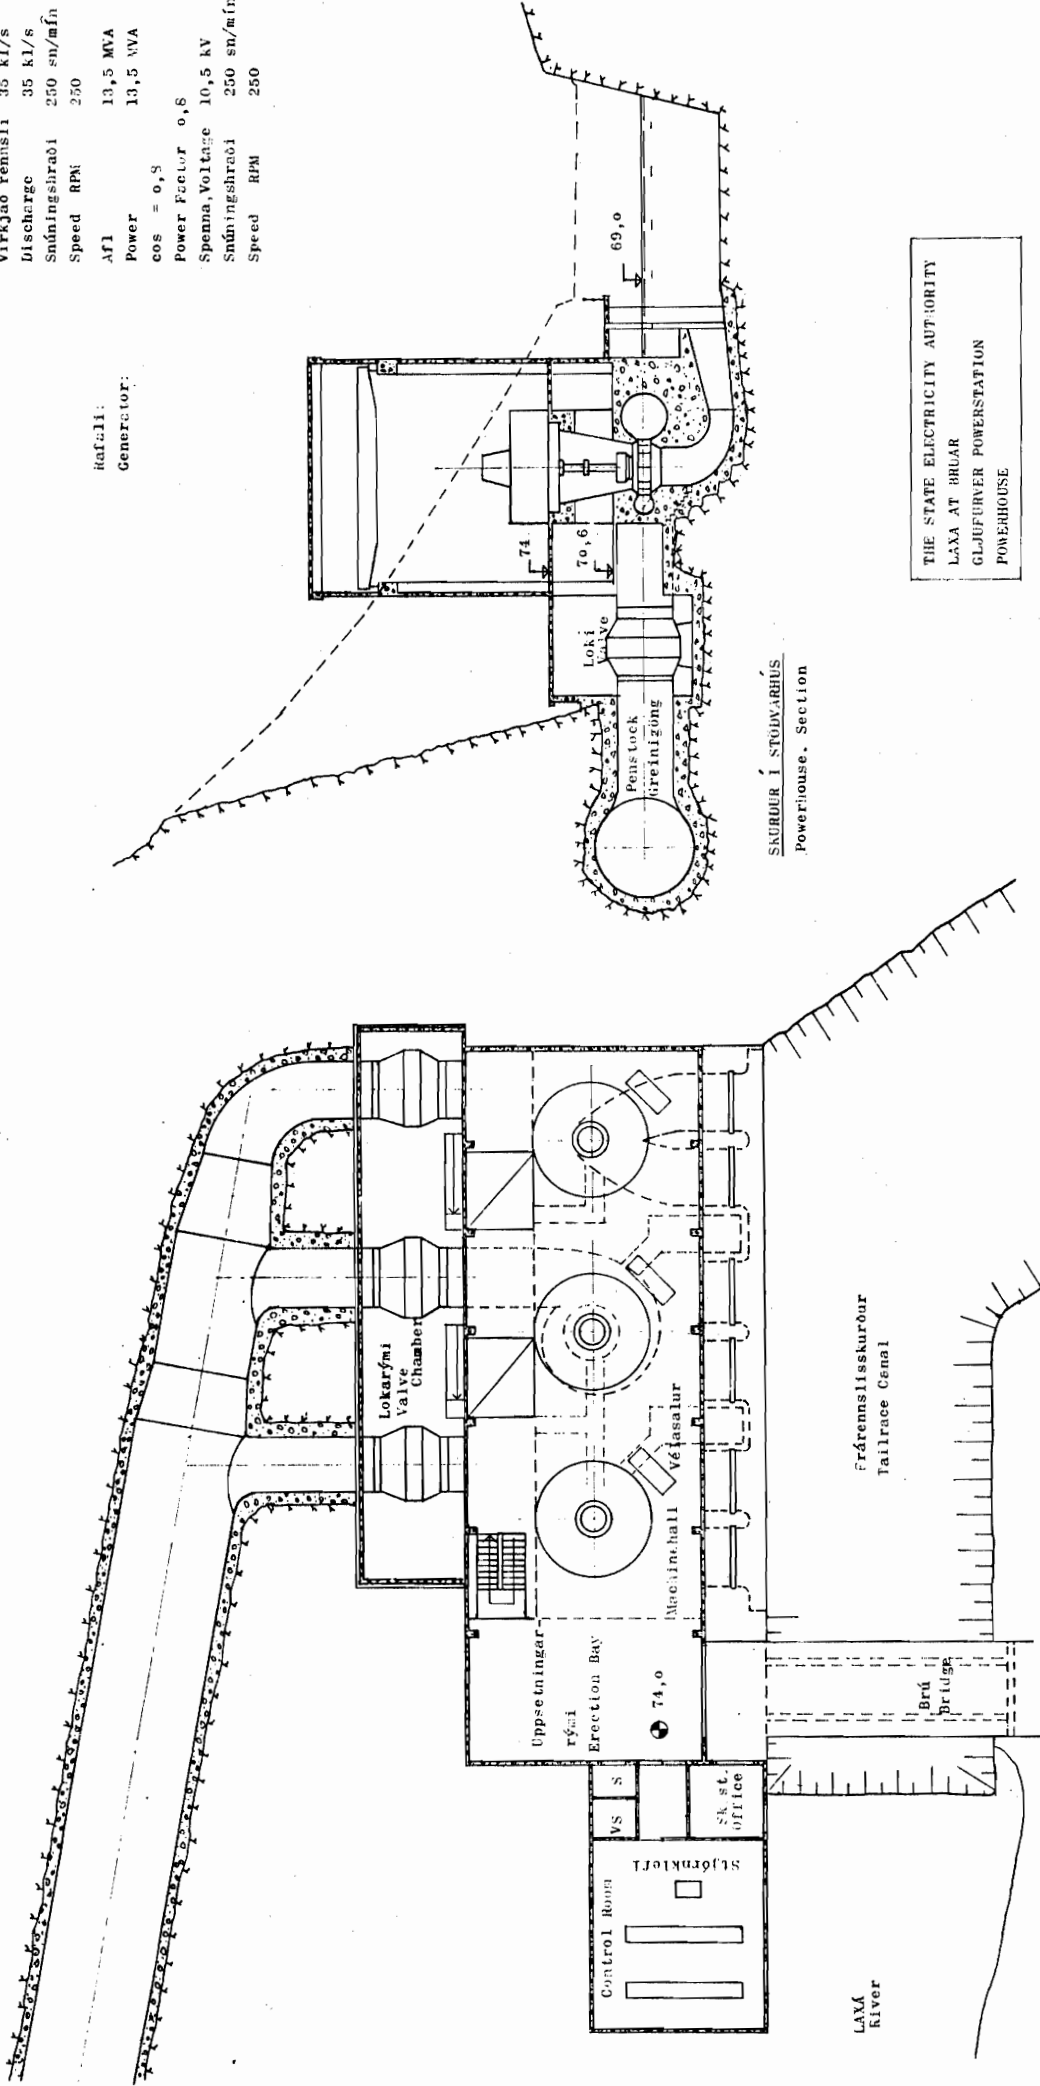 Virkjað rennsli 35 kl/s
Discharge 35 kl/s
Snúningshraði 250 sn/mín
Speed RPM 250
Rafali:
Generator:
Afl 13,5 MVA
Power 13,5 MVA
cos = 0,8
Power Factor 0,8
Spenna,Voltage 10,5 kV
Snúningshraði 250 sn/mín
Speed RPM 250
69,0
74
70,6
Loki
Valve
Penstock
Greinigöng
SKURÐUR Í STÖÐVARHÚS
Powerhouse. Section
THE STATE ELECTRICITY AUTHORITY
LAXA AT BRUAR
GLJUFURVER POWERSTATION
POWERHOUSE
Lokarými
Valve
Chamber
Machinehall
Vélasalur
Uppsetningar-
rými
Erection Bay
74,0
VS
S
Sk.st.
Office
Control Room
Stjórnklefi
Brú
Bridge
Frárennslisskurður
Tailrace Canal
LAXÁ
River